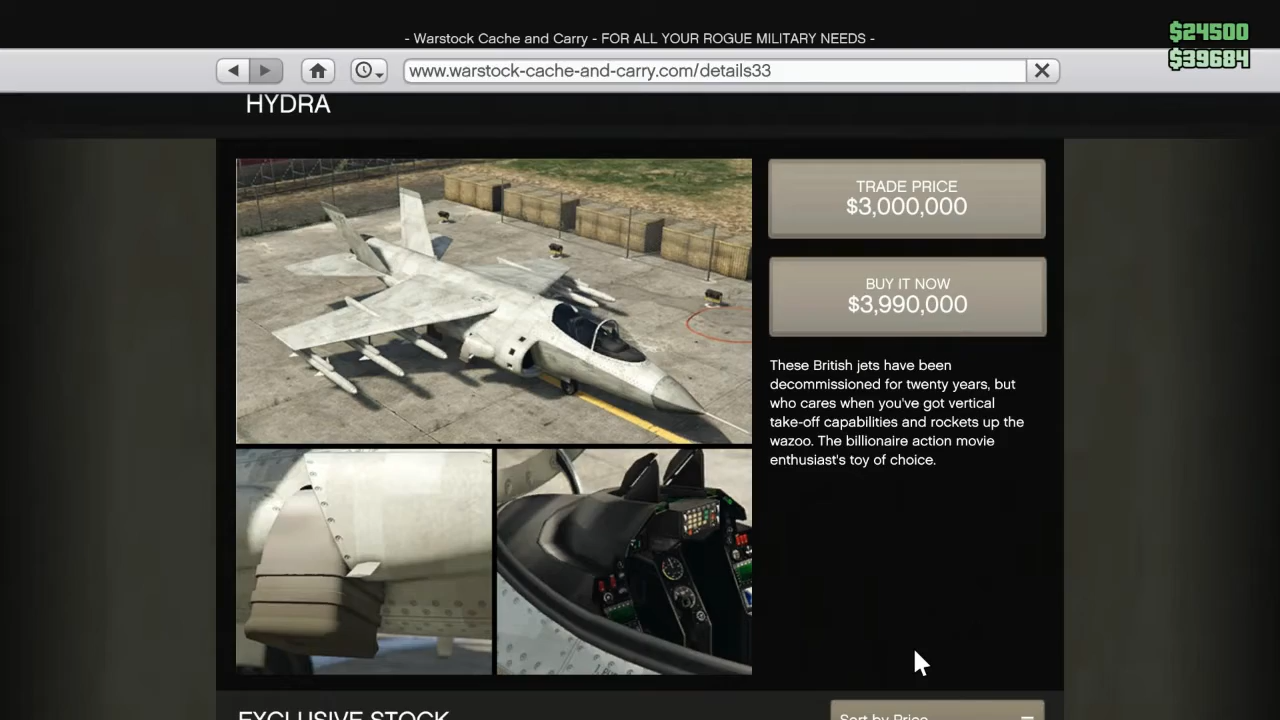 - Warstock Cache and Carry - FOR ALL YOUR ROGUE MILITARY NEEDS -
$24500
$39684
www.warstock-cache-and-carry.com/details33
HYDRA
TRADE PRICE
$3,000,000
BUY IT NOW
$3,990,000
These British jets have been
decommissioned for twenty years, but
who cares when you've got vertical
take-off capabilities and rockets up the
wazoo. The billionaire action movie
enthusiast's toy of choice.
EXCLUSIVE STOCK
Sort by Price